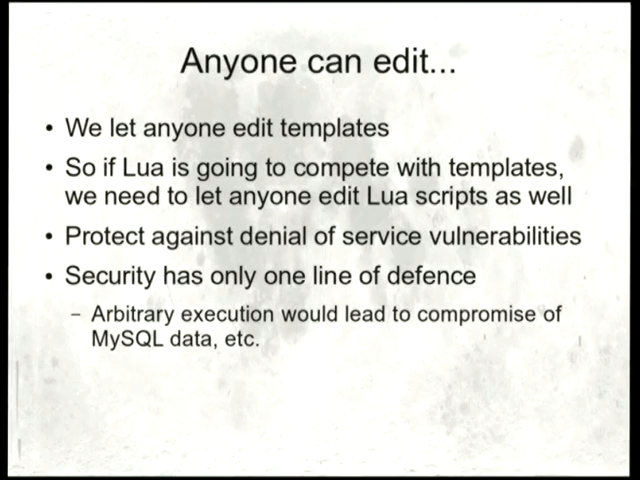 Anyone can edit...
• We let anyone edit templates
• So if Lua is going to compete with templates,
we need to let anyone edit Lua scripts as well
• Protect against denial of service vulnerabilities
• Security has only one line of defence
– Arbitrary execution would lead to compromise of
MySQL data, etc.